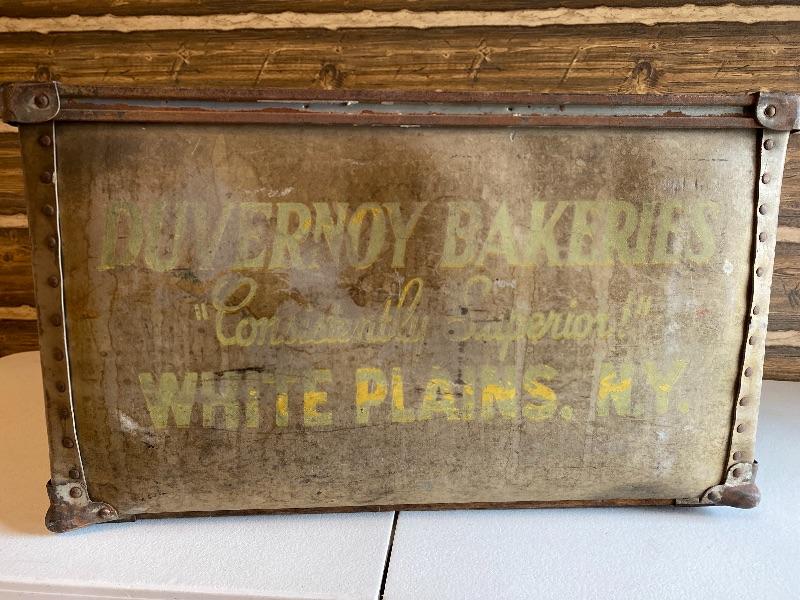 DUVERNOY BAKERIES
"Consistently Superior!"
WHITE PLAINS. N.Y.